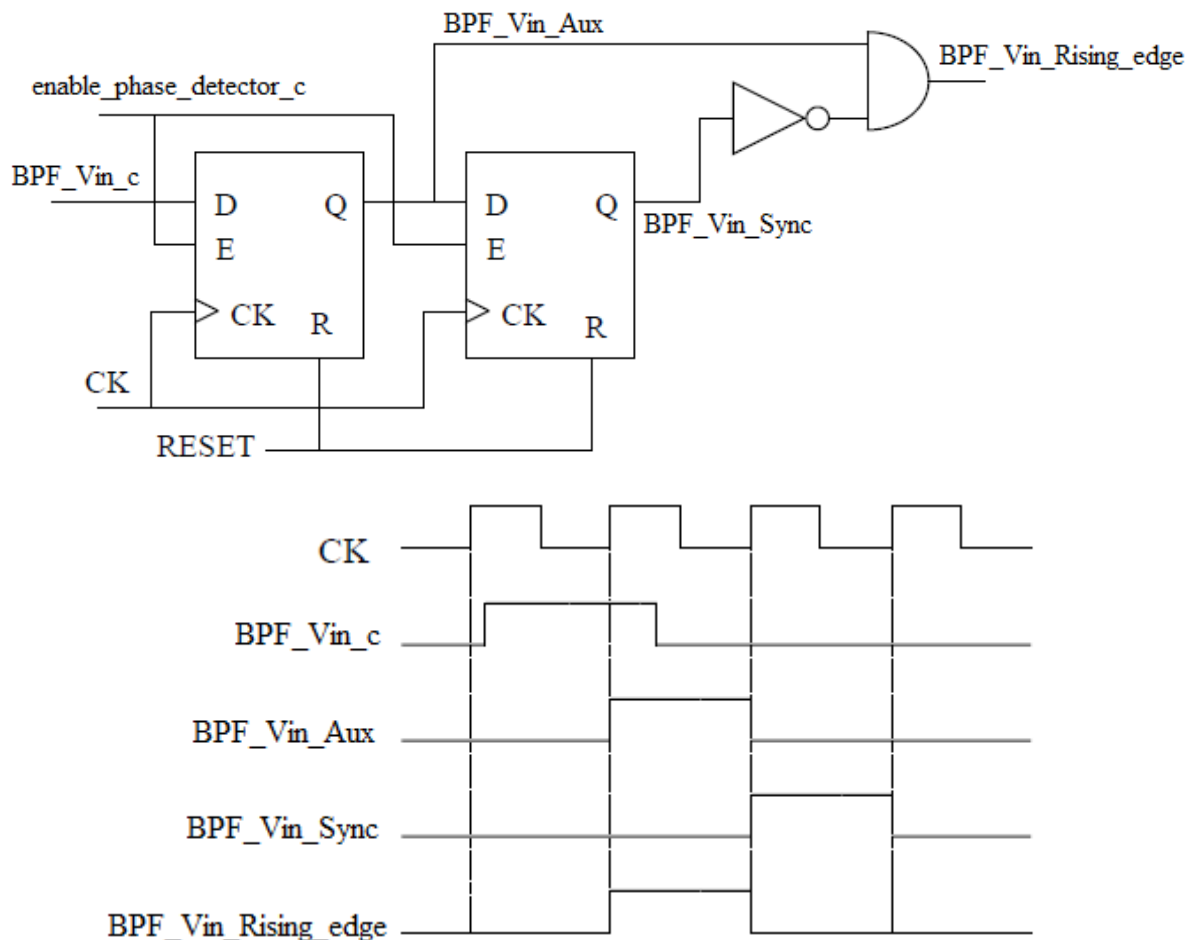 BPF_Vin_Aux
BPF_Vin_Rising_edge
enable_phase_detector_c
BPF_Vin_c
D Q
E
CK
R
D Q
E
CK
R
BPF_Vin_Sync
CK
RESET
CK
BPF_Vin_c
BPF_Vin_Aux
BPF_Vin_Sync
BPF_Vin_Rising_edge